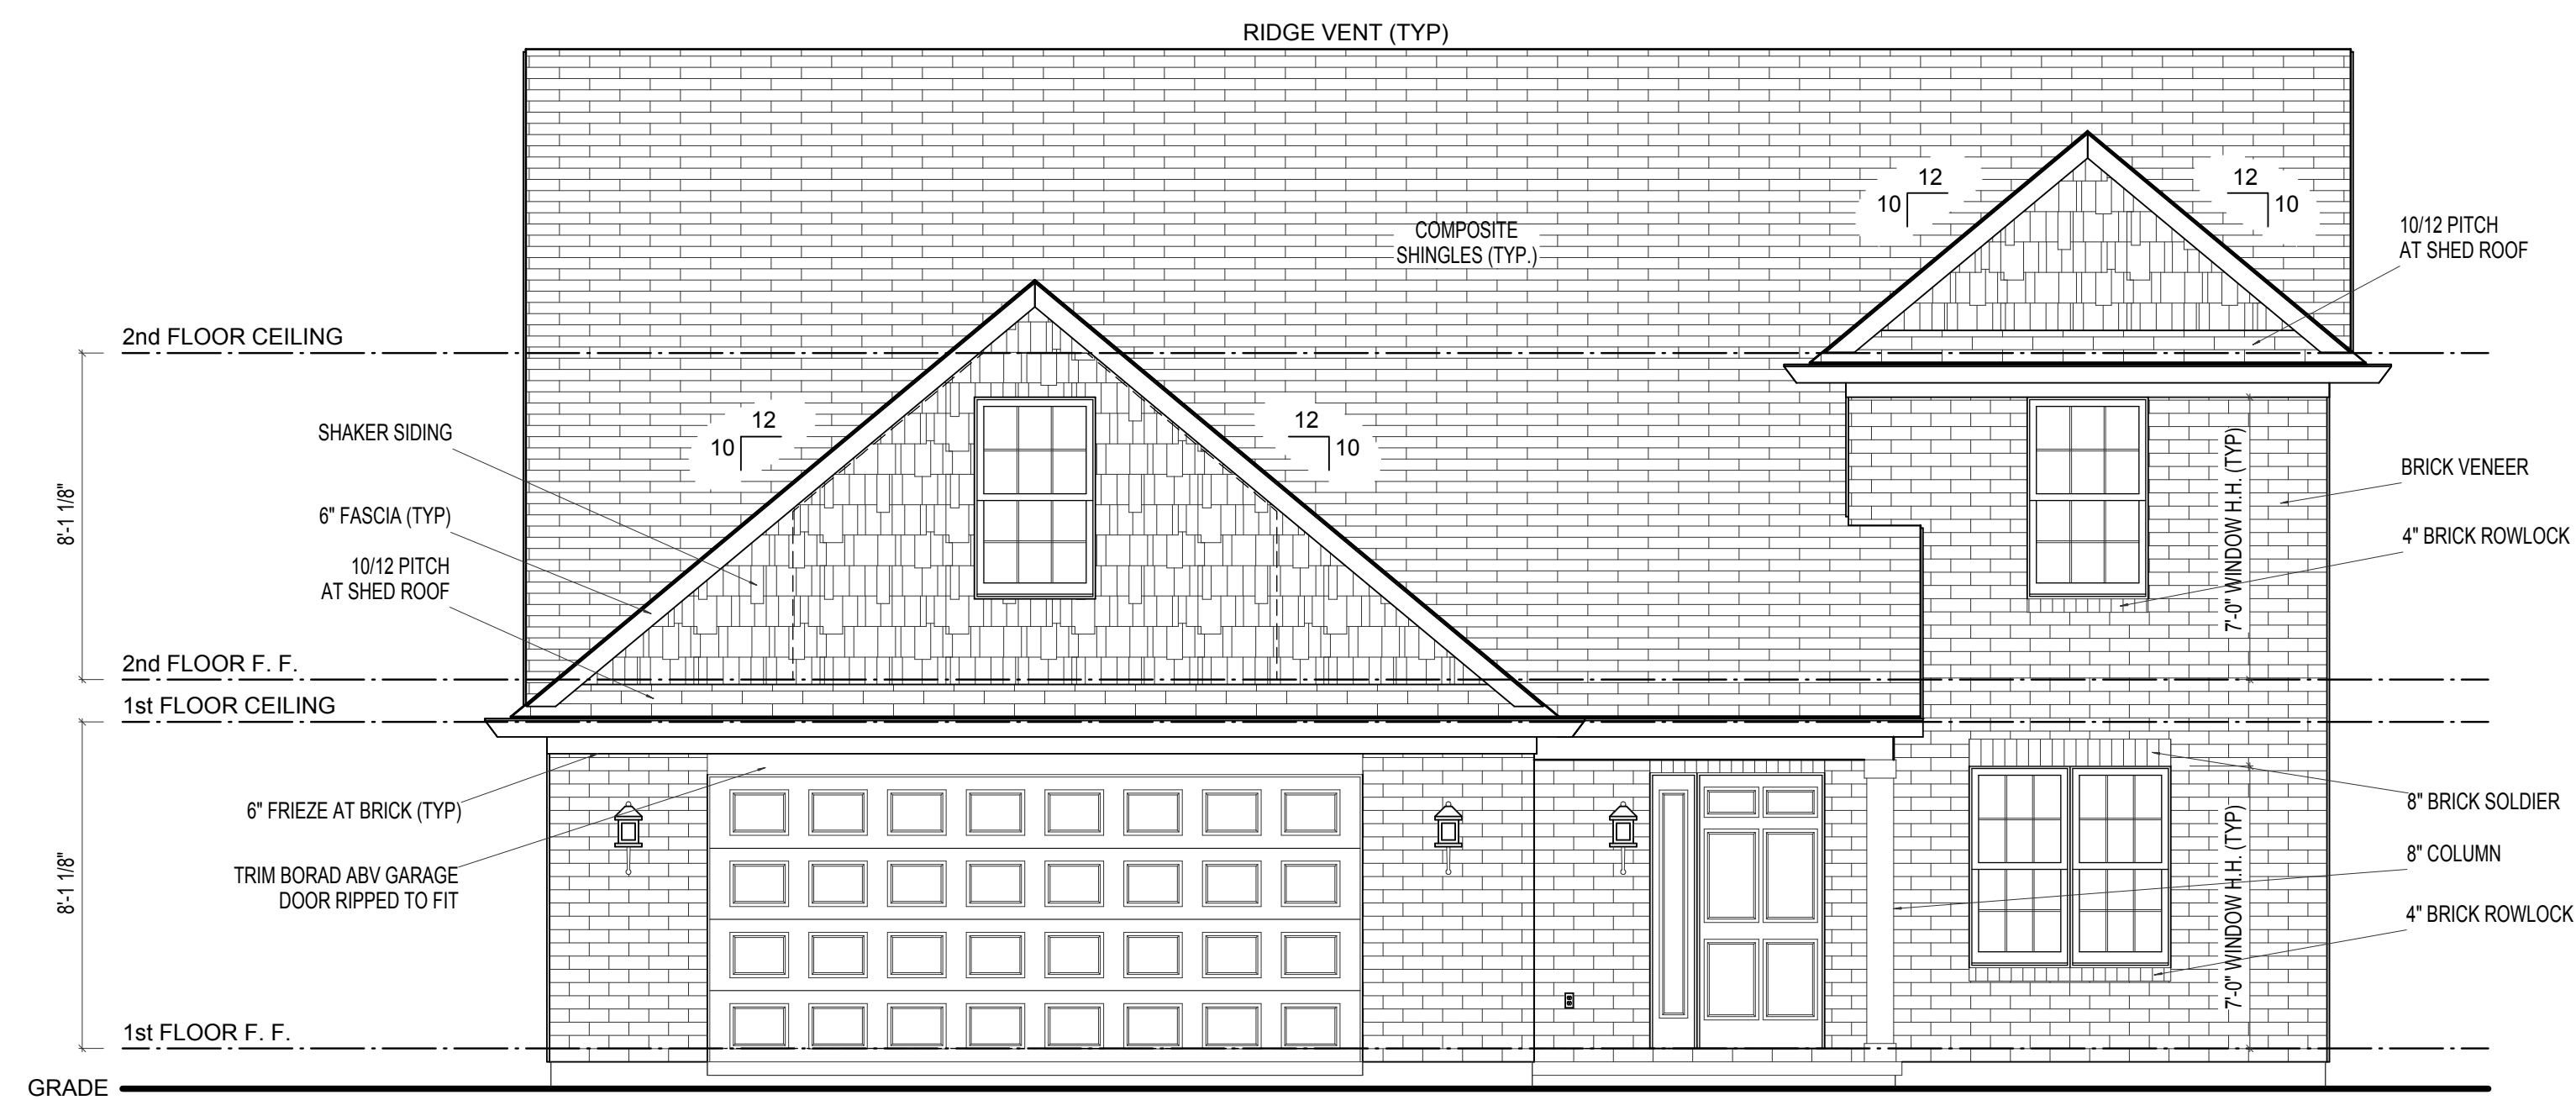 RIDGE VENT (TYP)
12
10
12
10
COMPOSITE
SHINGLES (TYP.)
10/12 PITCH
AT SHED ROOF
2nd FLOOR CEILING
12
10
12
10
SHAKER SIDING
8'-1 1/8"
6" FASCIA (TYP)
10/12 PITCH
AT SHED ROOF
7'-0" WINDOW H.H. (TYP)
BRICK VENEER
4" BRICK ROWLOCK
2nd FLOOR F. F.
1st FLOOR CEILING
6" FRIEZE AT BRICK (TYP)
8'-1 1/8"
TRIM BORAD ABV GARAGE
DOOR RIPPED TO FIT
7'-0" WINDOW H.H. (TYP)
8" BRICK SOLDIER
8" COLUMN
4" BRICK ROWLOCK
1st FLOOR F. F.
GRADE